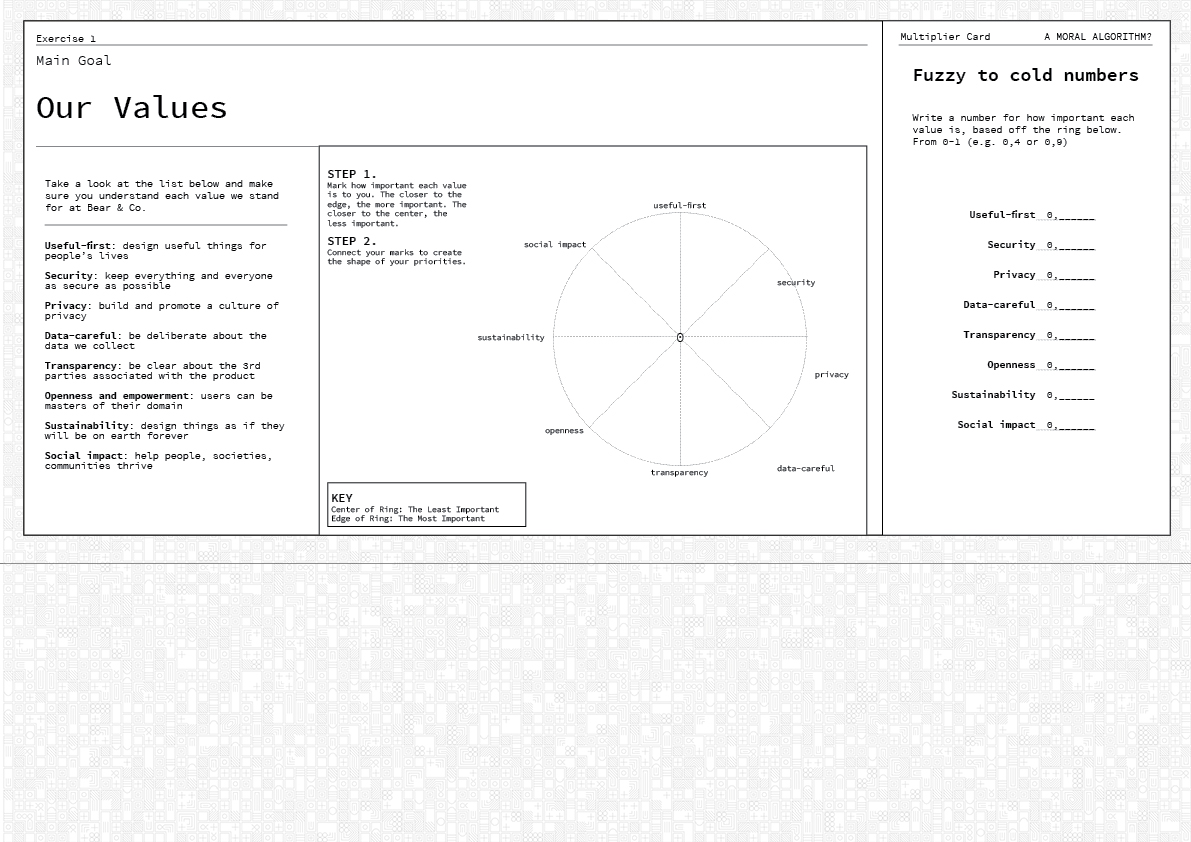 Exercise 1
Main Goal
Our Values
Take a look at the list below and make
sure you understand each value we stand
for at Bear & Co.
Useful-first: design useful things for
people's lives
Security: keep everything and everyone
as secure as possible
Privacy: build and promote a culture of
privacy
Data-careful: be deliberate about the
data we collect
Transparency: be clear about the 3rd
parties associated with the product
Openness and empowerment: users can be
masters of their domain
Sustainability: design things as if they
will be on earth forever
Social impact: help people, societies,
communities thrive
STEP 1.
Mark how important each value
is to you. The closer to the
edge, the more important. The
closer to the center, the
less important.
STEP 2.
Connect your marks to create
the shape of your priorities.
useful-first
social impact
security
sustainability
0
privacy
openness
transparency
data-careful
KEY
Center of Ring: The Least Important
Edge of Ring: The Most Important
Multiplier Card
A MORAL ALGORITHM?
Fuzzy to cold numbers
Write a number for how important each
value is, based off the ring below.
From 0-1 (e.g. 0,4 or 0,9)
Useful-first 0,______
Security 0,______
Privacy 0,______
Data-careful 0,______
Transparency 0,______
Openness 0,______
Sustainability 0,______
Social impact 0,______